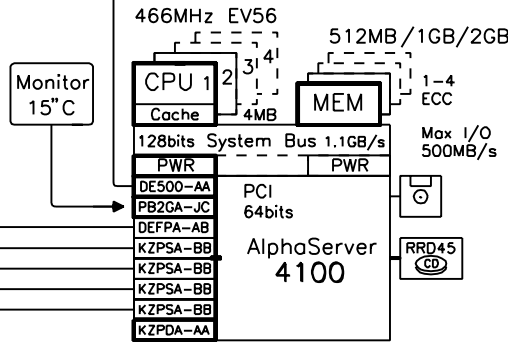 466MHz EV56
512MB/1GB/2GB
Monitor
15"C
CPU 1 2 3 4
Cache
4MB
MEM
1-4
ECC
128bits System Bus 1.1GB/s
Max I/O
500MB/s
PWR
PWR
DE500-AA
PB2GA-JC
DEFPA-AB
KZPSA-BB
KZPSA-BB
KZPSA-BB
KZPSA-BB
KZPDA-AA
PCI
64bits
AlphaServer
4100
RRD45
CD